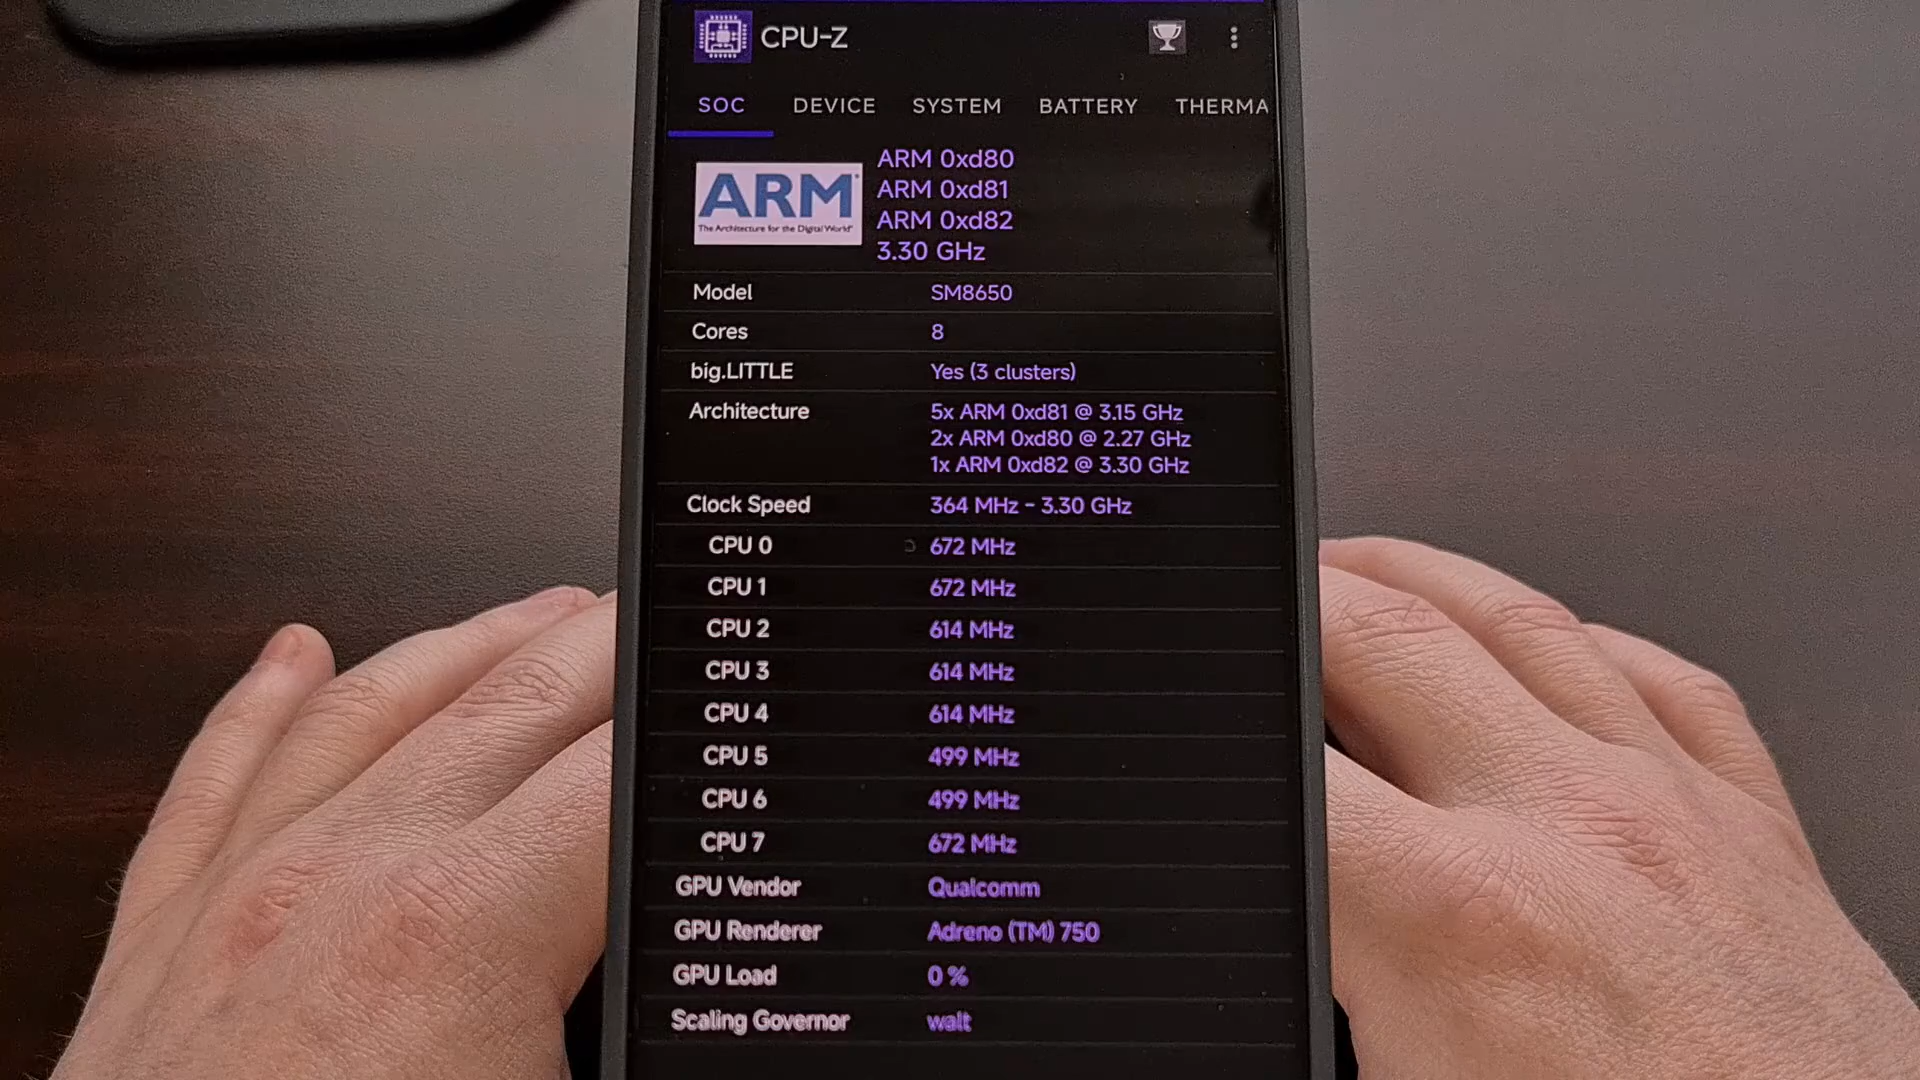 CPU-Z
SOC DEVICE SYSTEM BATTERY THERMA
ARM
The Architecture for the Digital World
ARM 0xd80
ARM 0xd81
ARM 0xd82
3.30 GHz
Model SM8650
Cores 8
big.LITTLE Yes (3 clusters)
Architecture 5x ARM 0xd81 @ 3.15 GHz
2x ARM 0xd80 @ 2.27 GHz
1x ARM 0xd82 @ 3.30 GHz
Clock Speed 364 MHz - 3.30 GHz
CPU 0 672 MHz
CPU 1 672 MHz
CPU 2 614 MHz
CPU 3 614 MHz
CPU 4 614 MHz
CPU 5 499 MHz
CPU 6 499 MHz
CPU 7 672 MHz
GPU Vendor Qualcomm
GPU Renderer Adreno (TM) 750
GPU Load 0 %
Scaling Governor walt